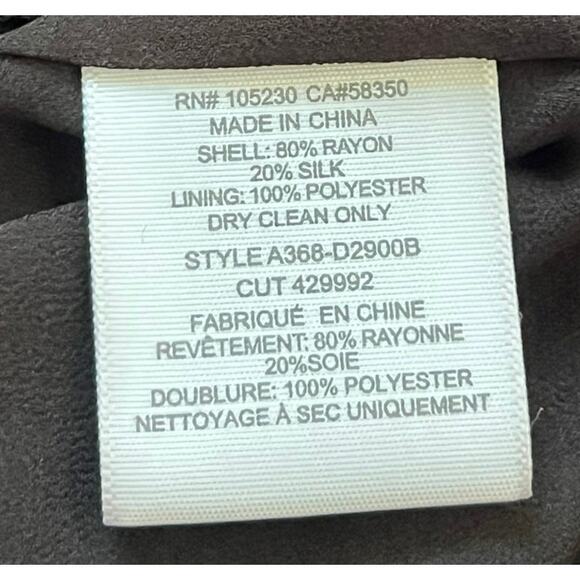 RN# 105230 CA#58350
MADE IN CHINA
SHELL: 80% RAYON
20% SILK
LINING: 100% POLYESTER
DRY CLEAN ONLY
STYLE A368-D2900B
CUT 429992
FABRIQUÉ EN CHINE
REVÊTEMENT: 80% RAYONNE
20%SOIE
DOUBLURE: 100% POLYESTER
NETTOYAGE À SEC UNIQUEMENT